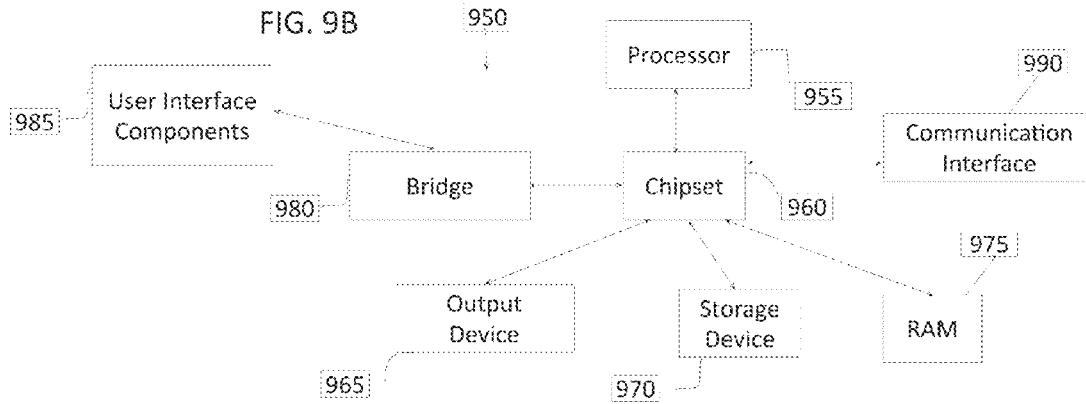 FIG. 9B
950
Processor
990
985
User Interface
Components
955
Communication
Interface
980
Bridge
Chipset
960
975
Output
Device
Storage
Device
RAM
965
970